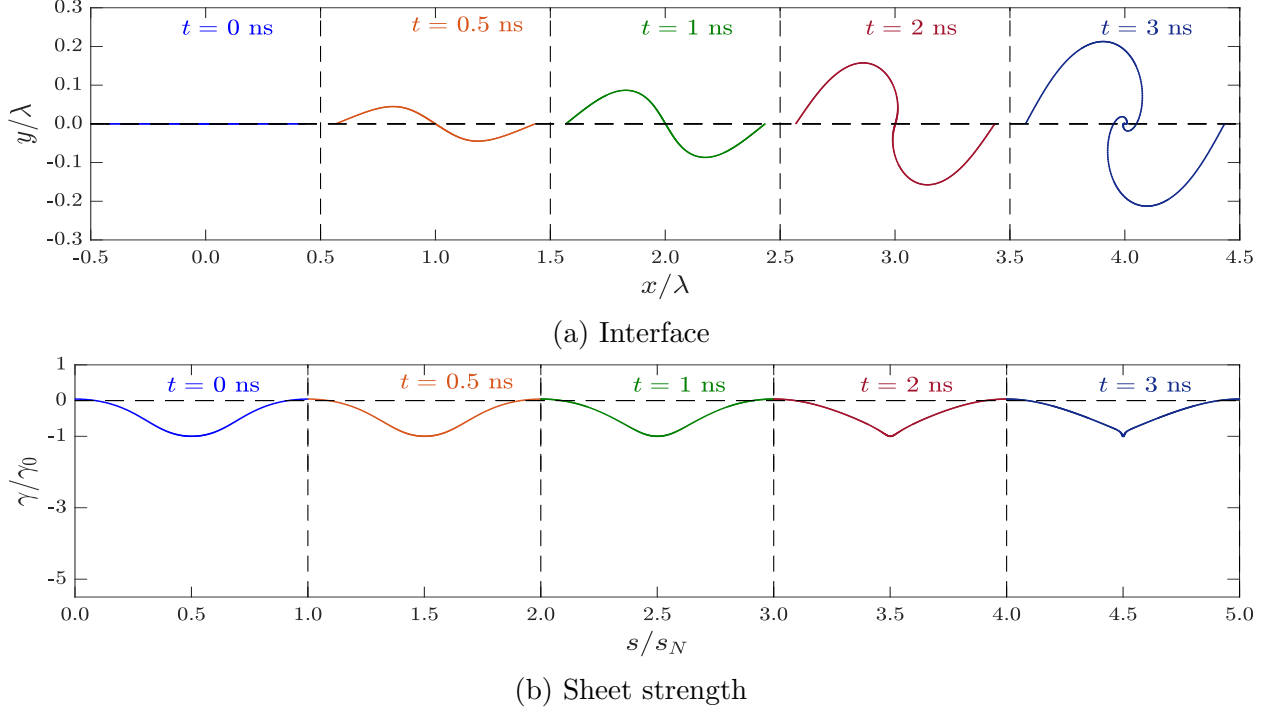 t = 0 ns t = 0.5 ns t = 1 ns t = 2 ns t = 3 ns
0.3
0.2
0.1
0.0
-0.1
-0.2
-0.3
y/λ
-0.5 0.0 0.5 1.0 1.5 2.0 2.5 3.0 3.5 4.0 4.5
x/λ
(a) Interface
t = 0 ns t = 0.5 ns t = 1 ns t = 2 ns t = 3 ns
1
0
-1
-3
-5
γ/γ₀
0.0 0.5 1.0 1.5 2.0 2.5 3.0 3.5 4.0 4.5 5.0
s/s_N
(b) Sheet strength